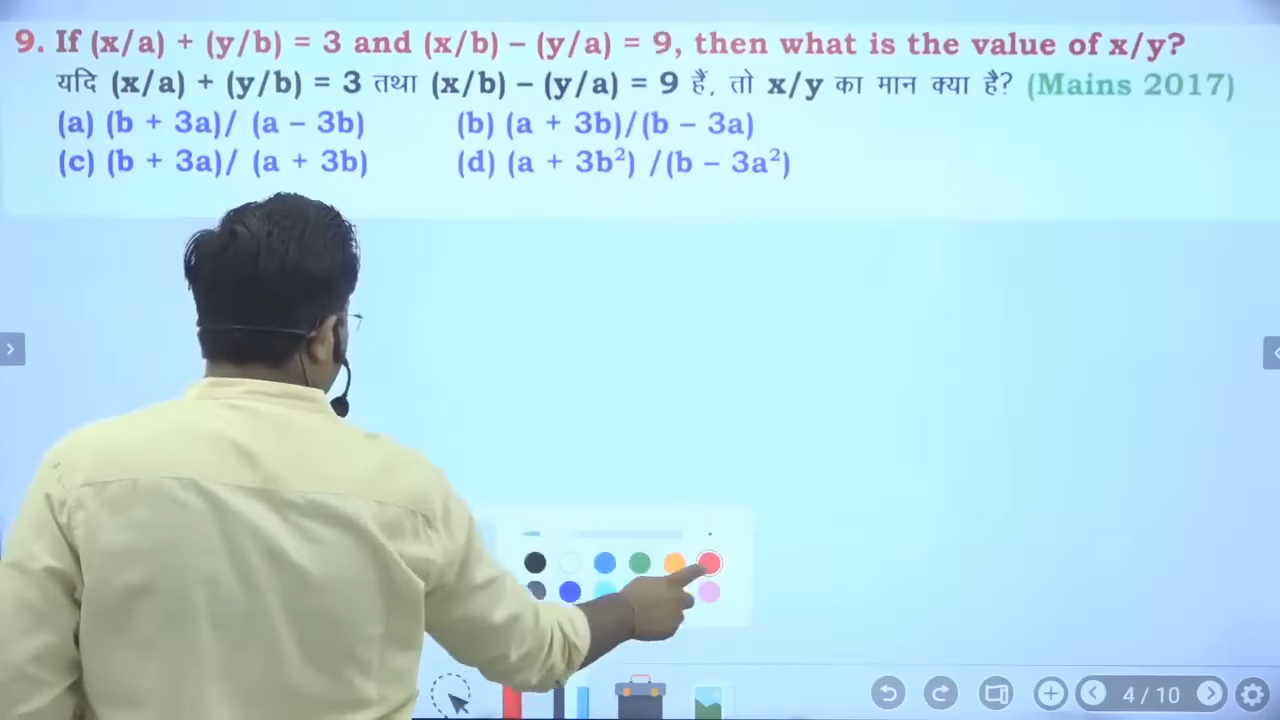 9. If (x/a) + (y/b) = 3 and (x/b) – (y/a) = 9, then what is the value of x/y?
यदि (x/a) + (y/b) = 3 तथा (x/b) – (y/a) = 9 हैं, तो x/y का मान क्या है? (Mains 2017)
(a) (b + 3a)/ (a – 3b) (b) (a + 3b)/(b – 3a)
(c) (b + 3a)/ (a + 3b) (d) (a + 3b²) /(b – 3a²)
4 / 10